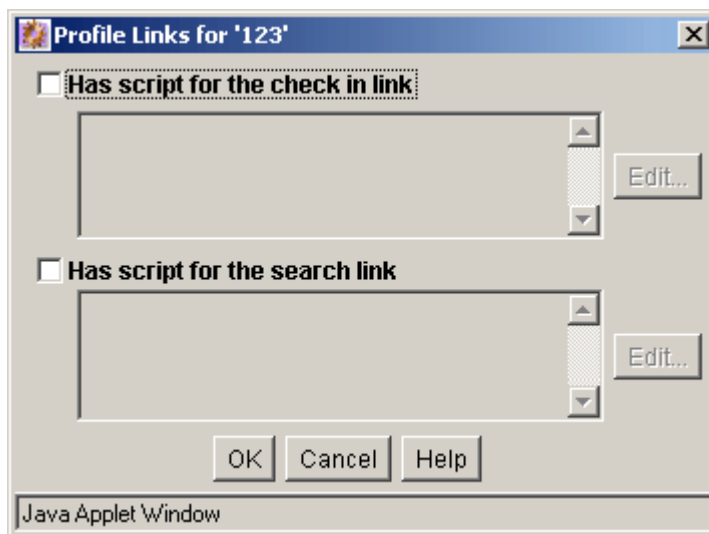 Profile Links for '123'
Has script for the check in link
Edit...
Has script for the search link
Edit...
OK Cancel Help
Java Applet Window